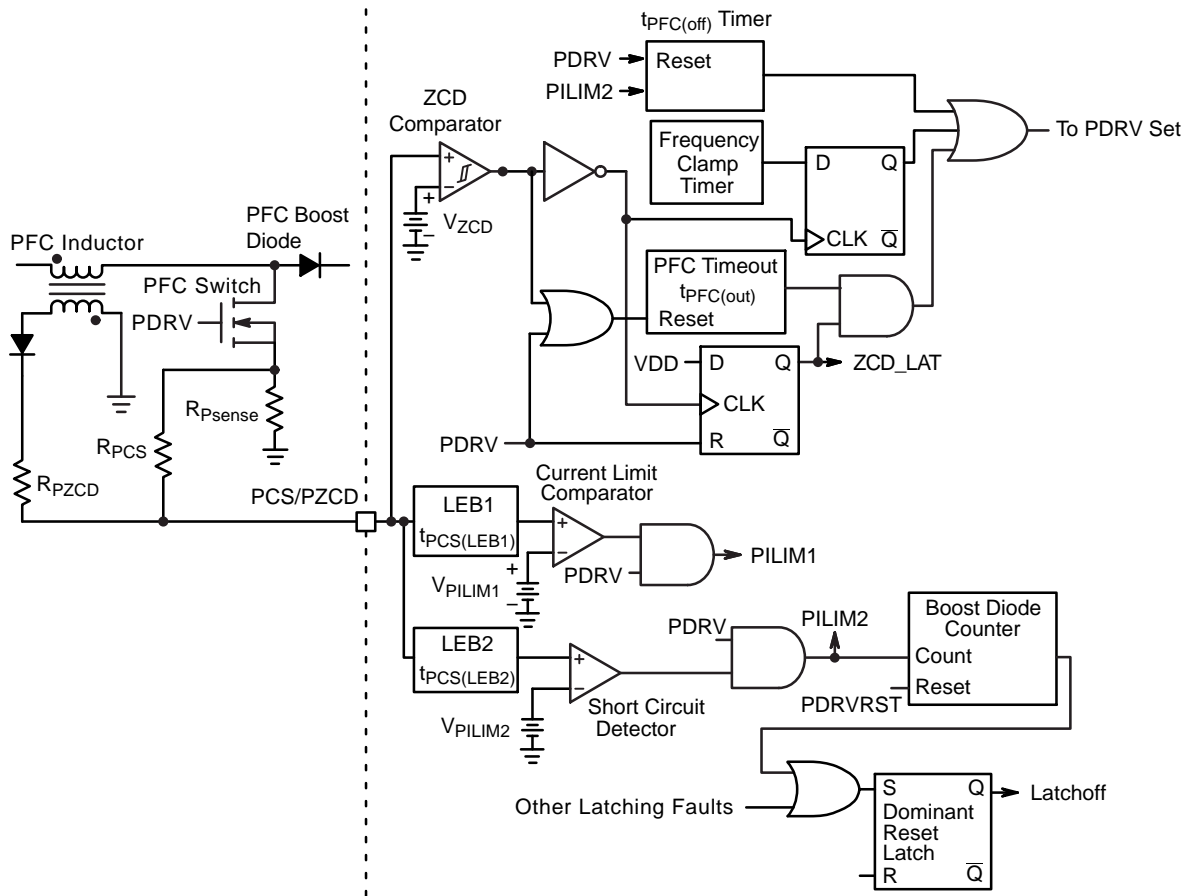 tPFC(off) Timer
PDRV
PILIM2
Reset
ZCD
Comparator
To PDRV Set
Frequency
Clamp
Timer
D
Q
CLK
Q
+
−
+
−
VZCD
PFC Boost
Diode
PFC Inductor
PFC Switch
PDRV
PFC Timeout
tPFC(out)
Reset
VDD
D
Q
CLK
R
Q
ZCD_LAT
PDRV
RPsense
RPCS
RPZCD
PCS/PZCD
Current Limit
Comparator
LEB1
tPCS(LEB1)
+
−
PDRV
PILIM1
VPILIM1
+
−
LEB2
tPCS(LEB2)
+
−
VPILIM2
Short Circuit
Detector
PDRV
PILIM2
Boost Diode
Counter
Count
Reset
PDRVRST
Other Latching Faults
S
Q
Dominant
Reset
Latch
R
Q
Latchoff